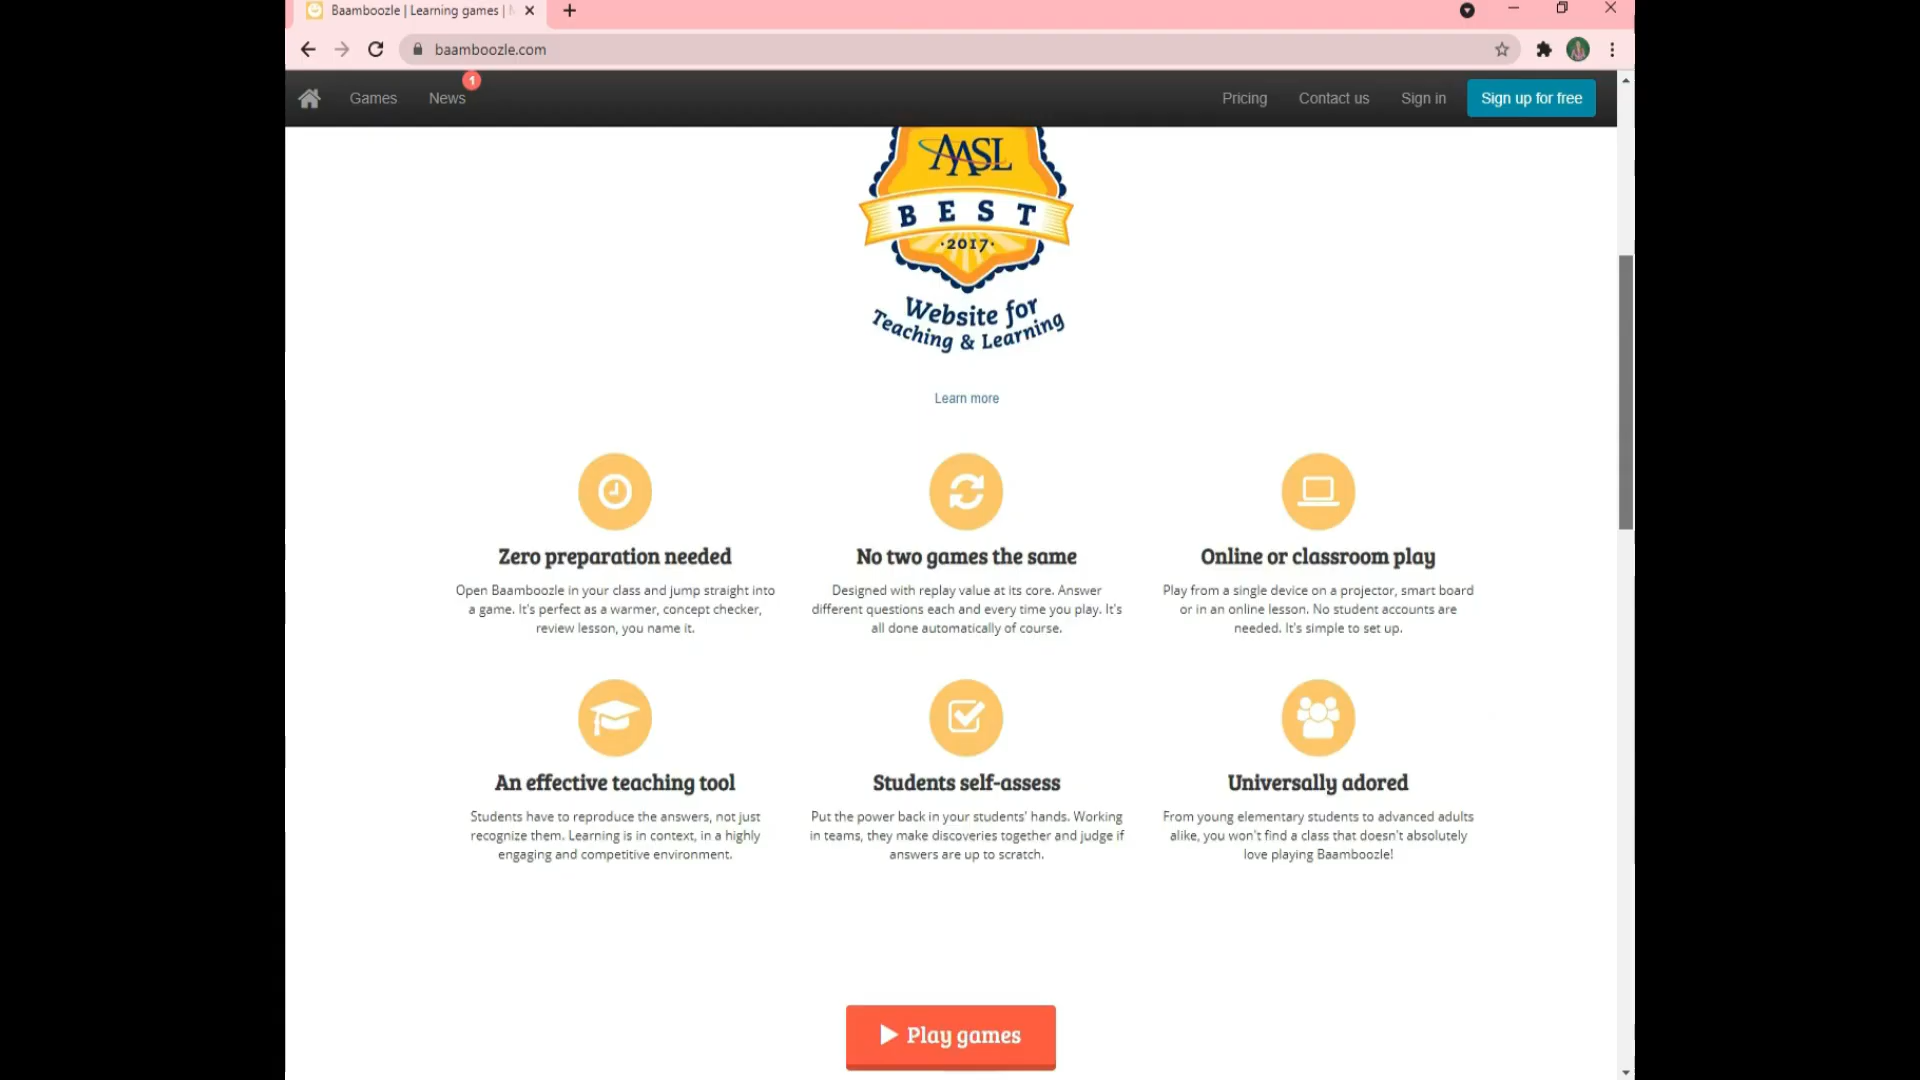 Baamboozle | Learning games |
baamboozle.com
Games
News
1
Pricing
Contact us
Sign in
Sign up for free
AASL
BEST
·2017·
Website for
Teaching & Learning
Learn more
Zero preparation needed
Open Baamboozle in your class and jump straight into
a game. It's perfect as a warmer, concept checker,
review lesson, you name it.
No two games the same
Designed with replay value at its core. Answer
different questions each and every time you play. It's
all done automatically of course.
Online or classroom play
Play from a single device on a projector, smart board
or in an online lesson. No student accounts are
needed. It's simple to set up.
An effective teaching tool
Students have to reproduce the answers, not just
recognize them. Learning is in context, in a highly
engaging and competitive environment.
Students self-assess
Put the power back in your students' hands. Working
in teams, they make discoveries together and judge if
answers are up to scratch.
Universally adored
From young elementary students to advanced adults
alike, you won't find a class that doesn't absolutely
love playing Baamboozle!
Play games